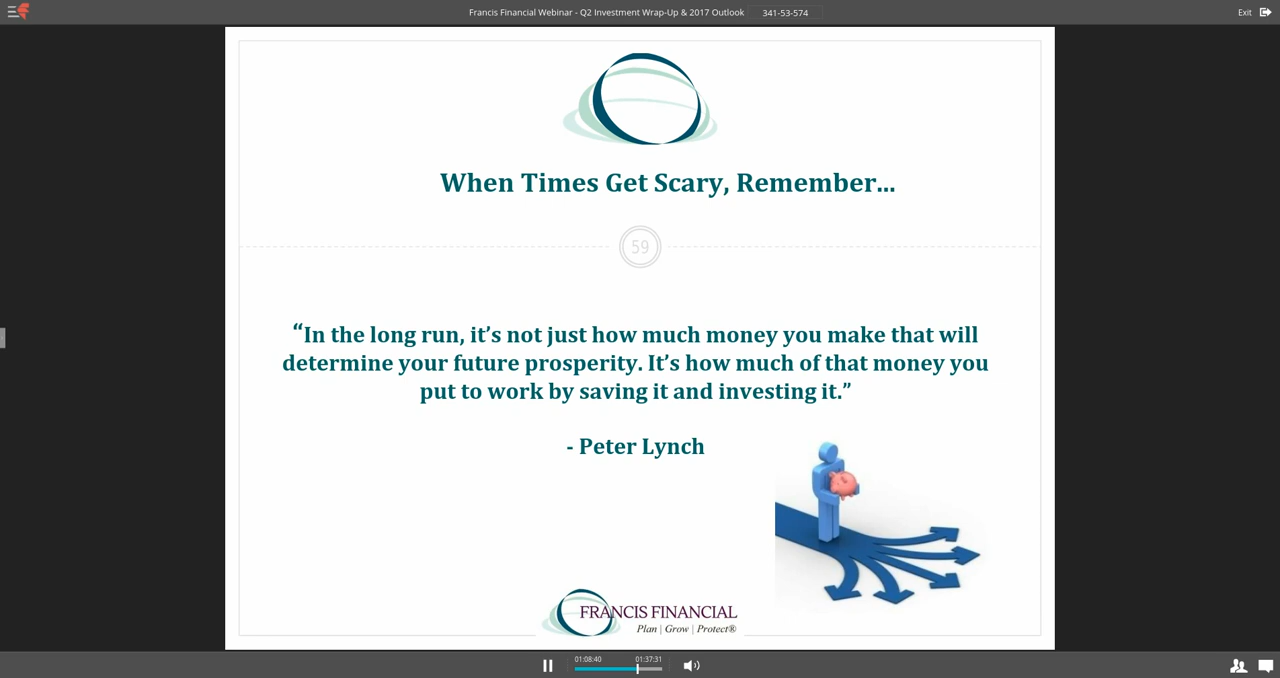 Francis Financial Webinar - Q2 Investment Wrap-Up & 2017 Outlook 341-53-574
Exit
When Times Get Scary, Remember…
59
“In the long run, it’s not just how much money you make that will
determine your future prosperity. It’s how much of that money you
put to work by saving it and investing it.”
- Peter Lynch
FRANCIS FINANCIAL
Plan | Grow | Protect®
01:08:40 01:37:31